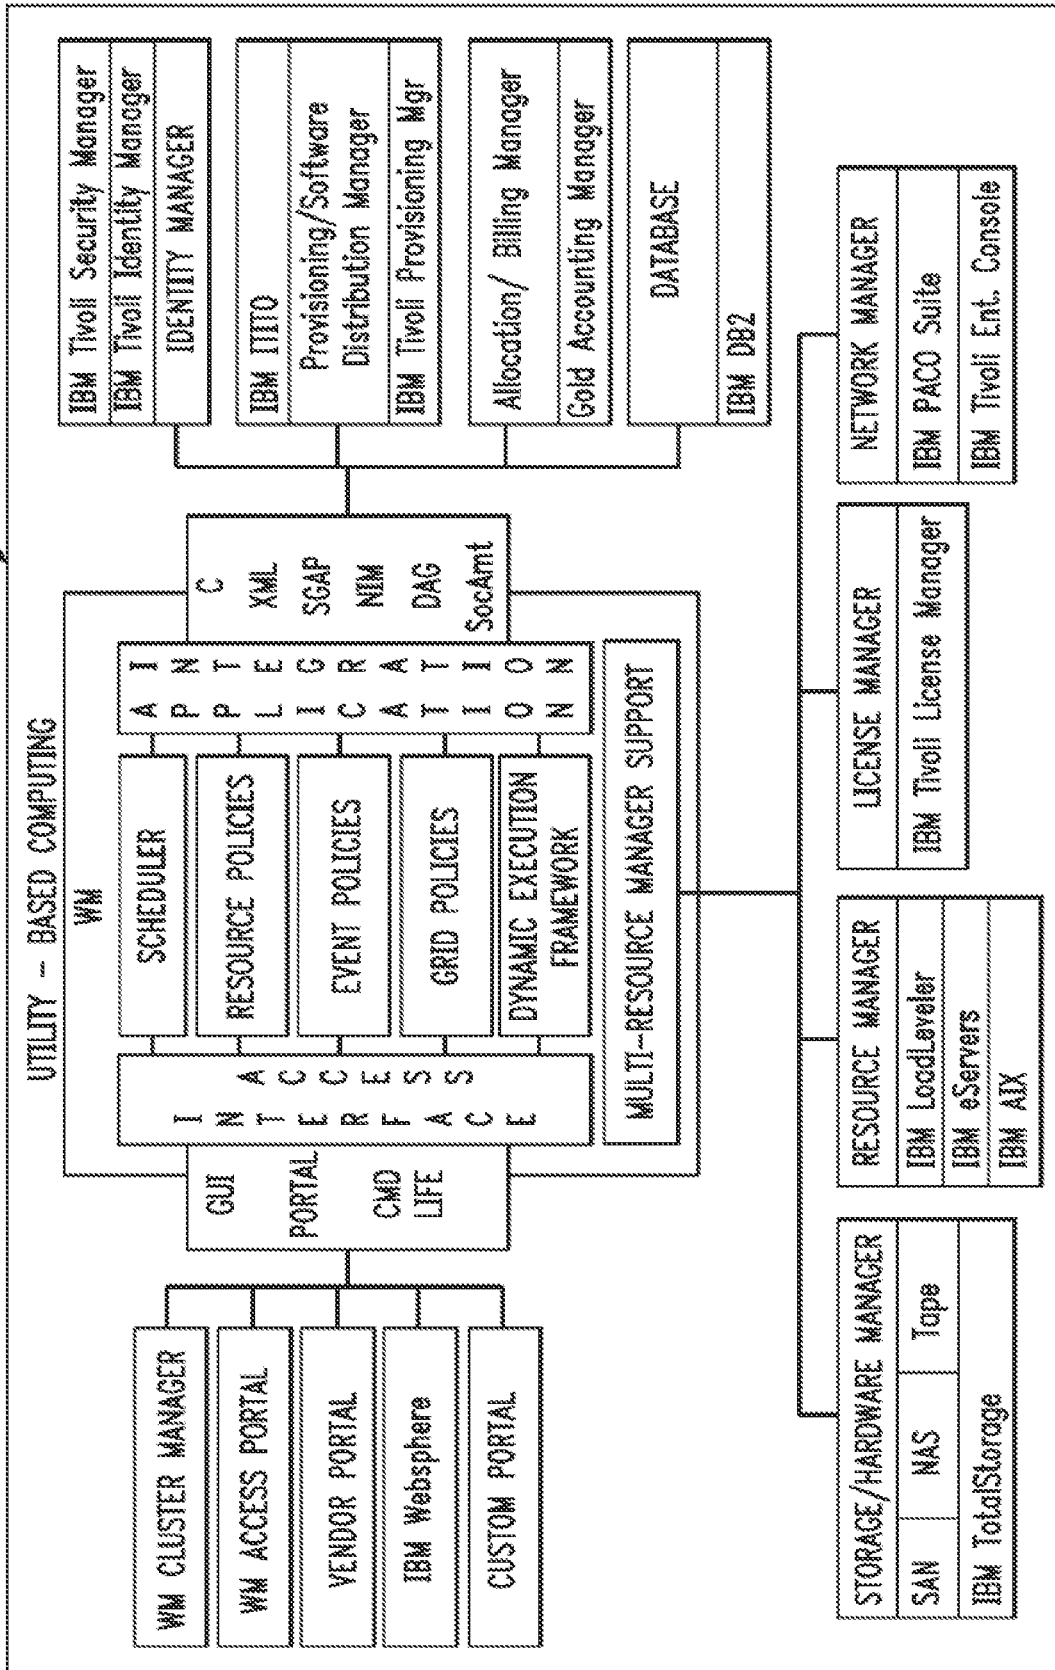 UTILITY - BASED COMPUTING
WM
WM CLUSTER MANAGER
WM ACCESS PORTAL
VENDOR PORTAL
IBM Websphere
CUSTOM PORTAL
GUI
PORTAL
CMD
LIFE
ACCESS
INTERFACE
SCHEDULER
RESOURCE POLICIES
EVENT POLICIES
GRID POLICIES
DYNAMIC EXECUTION
FRAMEWORK
APPLICATION
INTEGRATION
MULTI-RESOURCE MANAGER SUPPORT
C
XML
SGAP
NIM
DAG
SocAmt
IBM Tivoli Security Manager
IBM Tivoli Identity Manager
IDENTITY MANAGER
IBM ITITO
Provisioning/Software
Distribution Manager
IBM Tivoli Provisioning Mgr
Allocation/ Billing Manager
Gold Accounting Manager
DATABASE
IBM DB2
STORAGE/HARDWARE MANAGER
SAN NAS Tape
IBM TotalStorage
RESOURCE MANAGER
IBM LoadLeveler
IBM eServers
IBM AIX
LICENSE MANAGER
IBM Tivoli License Manager
NETWORK MANAGER
IBM PACO Suite
IBM Tivoli Ent. Console